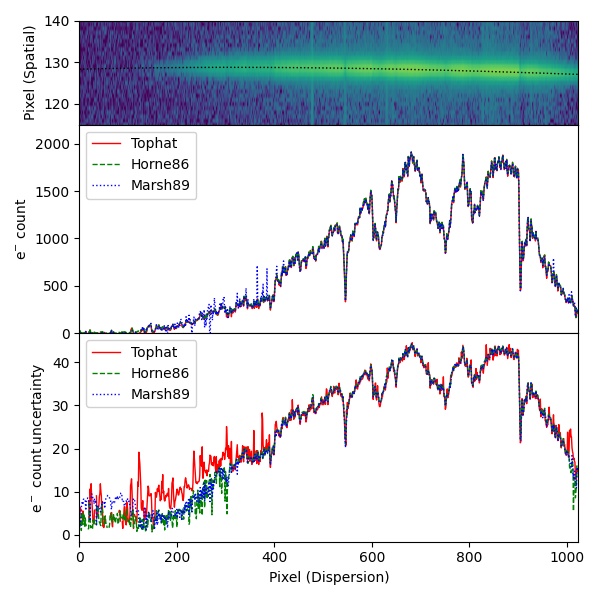 140
130
120
Pixel (Spatial)
2000
1500
1000
500
0
e⁻ count
Tophat
Horne86
Marsh89
40
30
20
10
0
e⁻ count uncertainty
Tophat
Horne86
Marsh89
0 200 400 600 800 1000
Pixel (Dispersion)